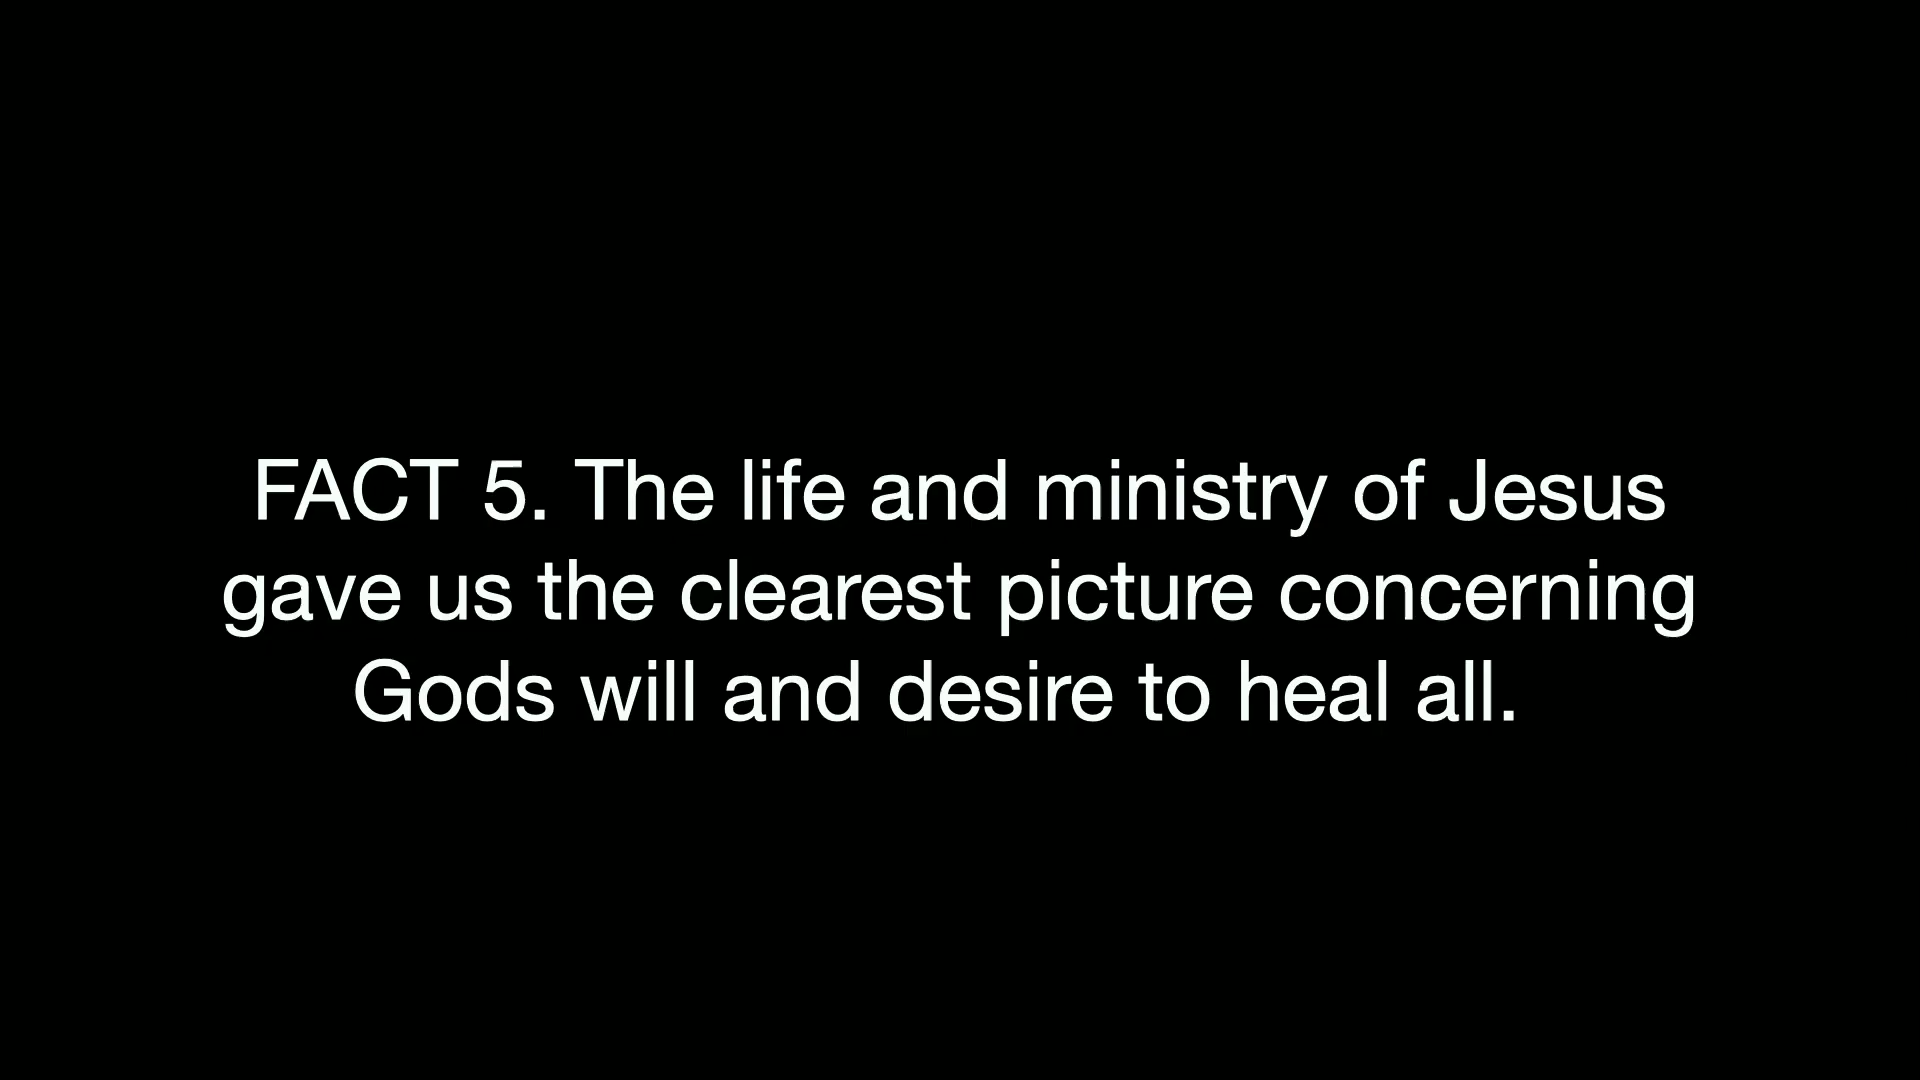 FACT 5. The life and ministry of Jesus
gave us the clearest picture concerning
Gods will and desire to heal all.